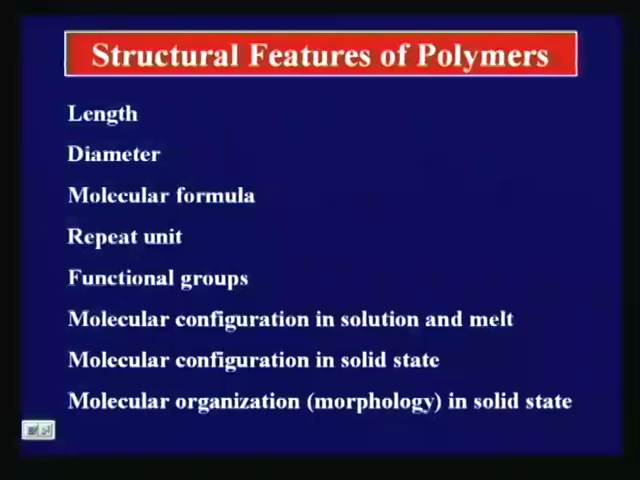 Structural Features of Polymers
Length
Diameter
Molecular formula
Repeat unit
Functional groups
Molecular configuration in solution and melt
Molecular configuration in solid state
Molecular organization (morphology) in solid state